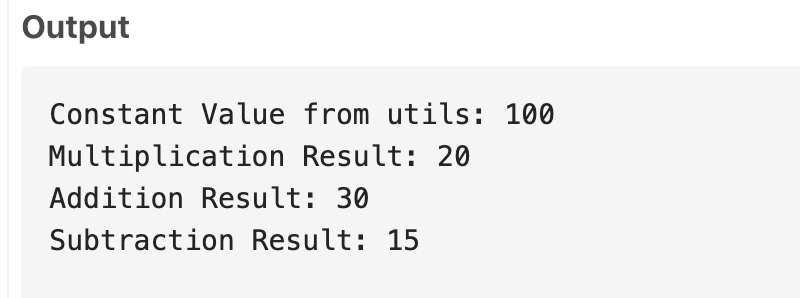 Output
Constant Value from utils: 100
Multiplication Result: 20
Addition Result: 30
Subtraction Result: 15